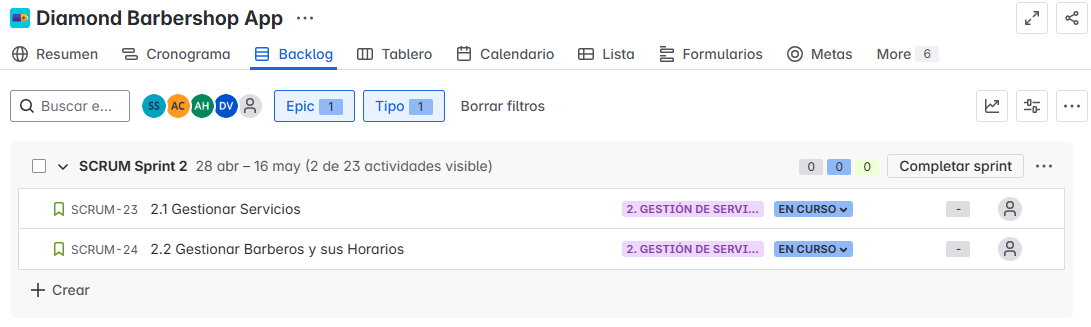 Diamond Barbershop App ...
Resumen Cronograma Backlog Tablero Calendario Lista Formularios Metas More 6
Buscar e... SS AC AH DV Epic 1 Tipo 1 Borrar filtros
SCRUM Sprint 2 28 abr – 16 may (2 de 23 actividades visible) 0 0 0 Completar sprint ...
SCRUM-23 2.1 Gestionar Servicios 2. GESTIÓN DE SERVI... EN CURSO -
SCRUM-24 2.2 Gestionar Barberos y sus Horarios 2. GESTIÓN DE SERVI... EN CURSO -
+ Crear